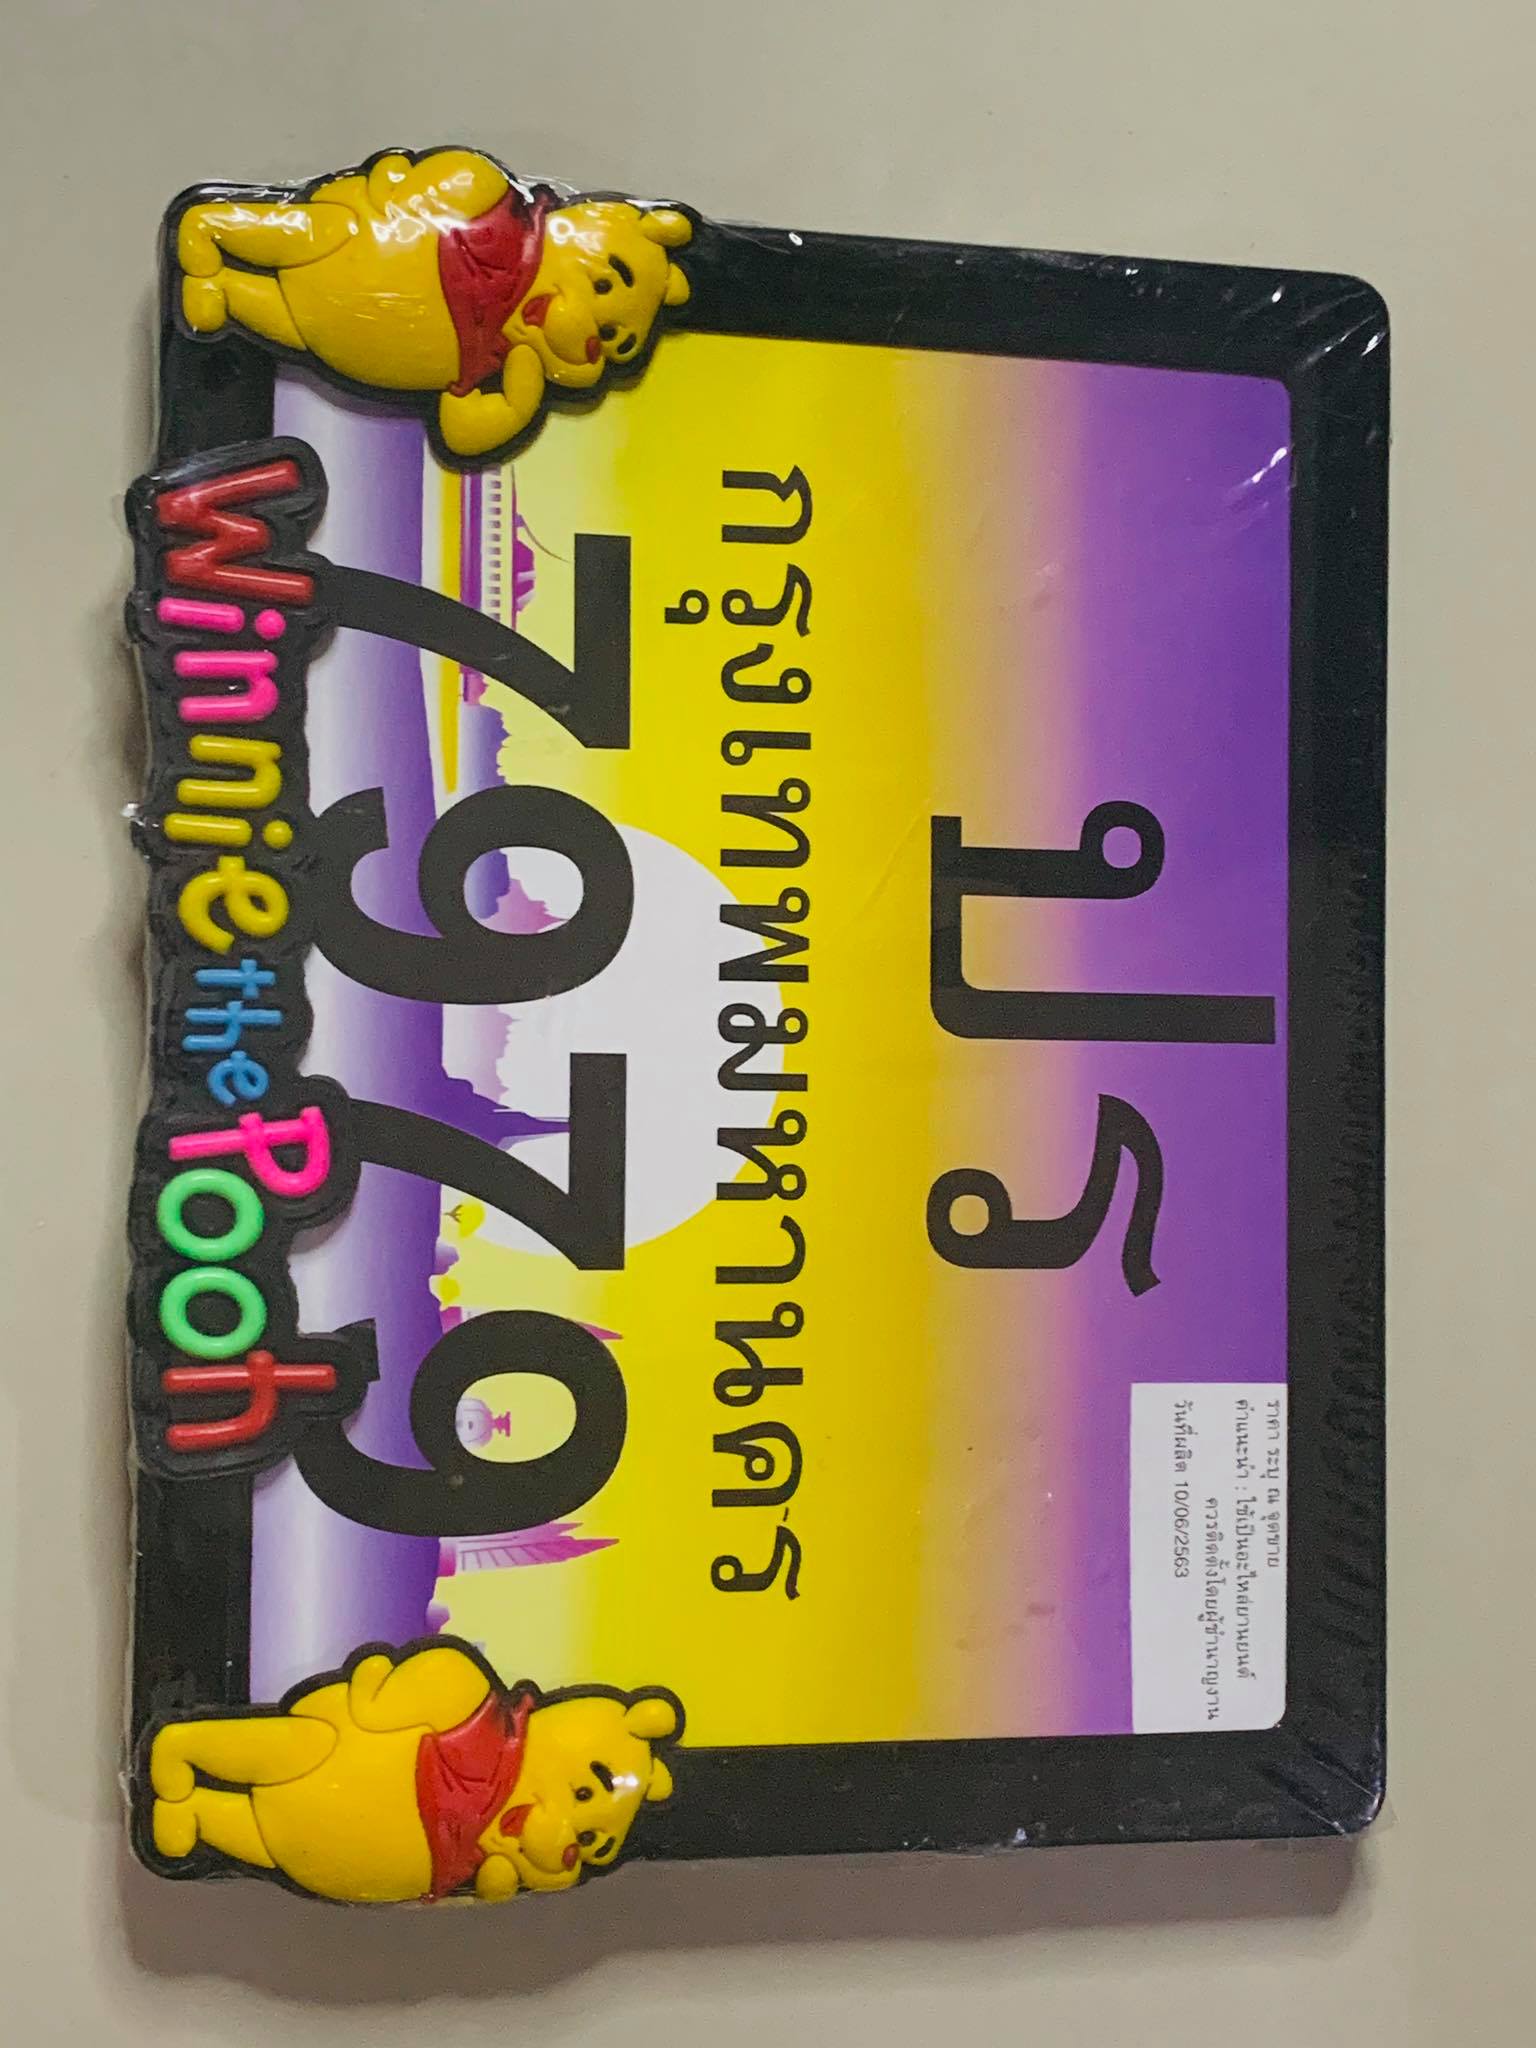 ปร
ราคา ระบุ ณ จุดขาย
คำแนะนำ : ใช้เป็นอะไหล่ยานยนต์
ควรติดตั้งโดยผู้ชำนาญงาน
วันที่ผลิต 10/06/2563
กรุงเทพมหานคร
7979
Winnie the Pooh